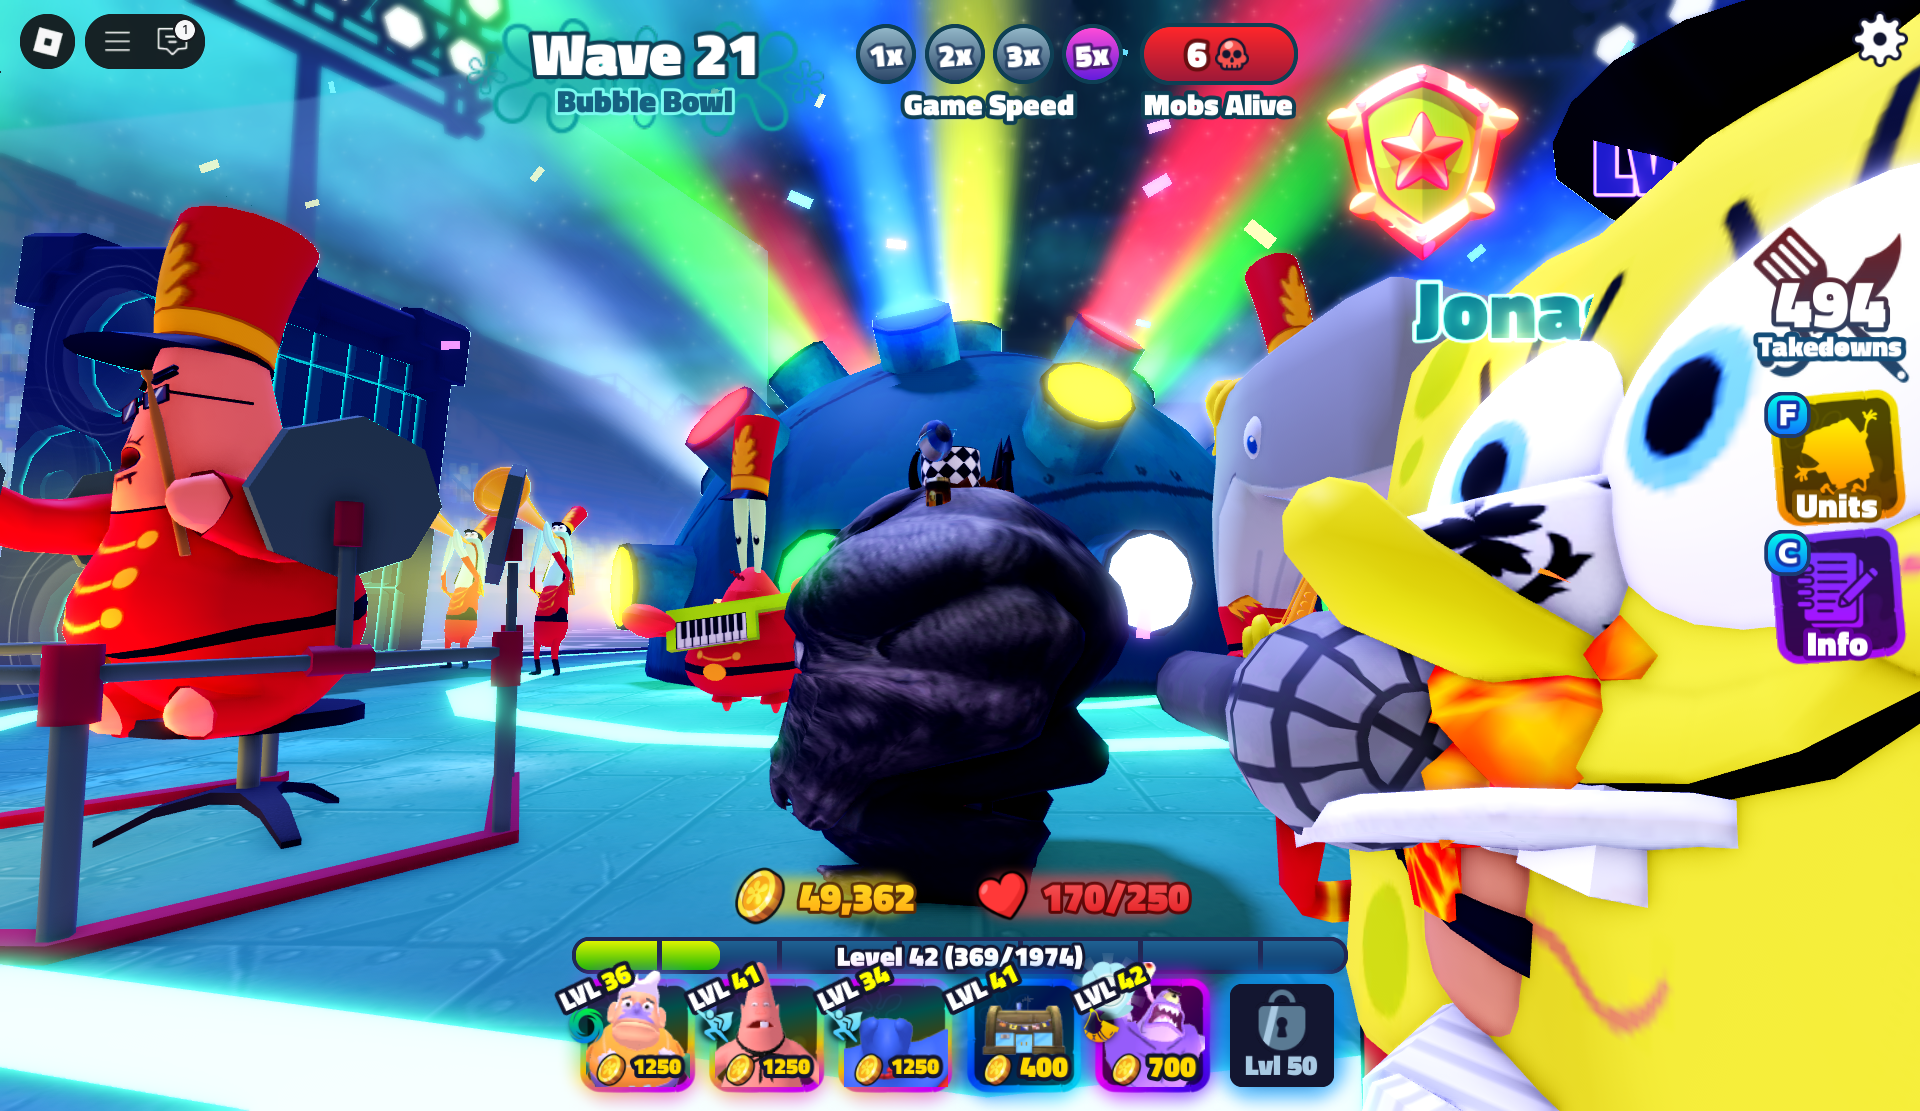 1
Wave 21
Bubble Bowl
1x
2x
3x
5x
Game Speed
6
Mobs Alive
LV
Jona
494
Takedowns
F
Units
C
Info
49,362
170/250
Level 42 (369/1974)
LVL 36
1250
LVL 41
1250
LVL 34
1250
LVL 41
400
LVL 42
700
Lvl 50